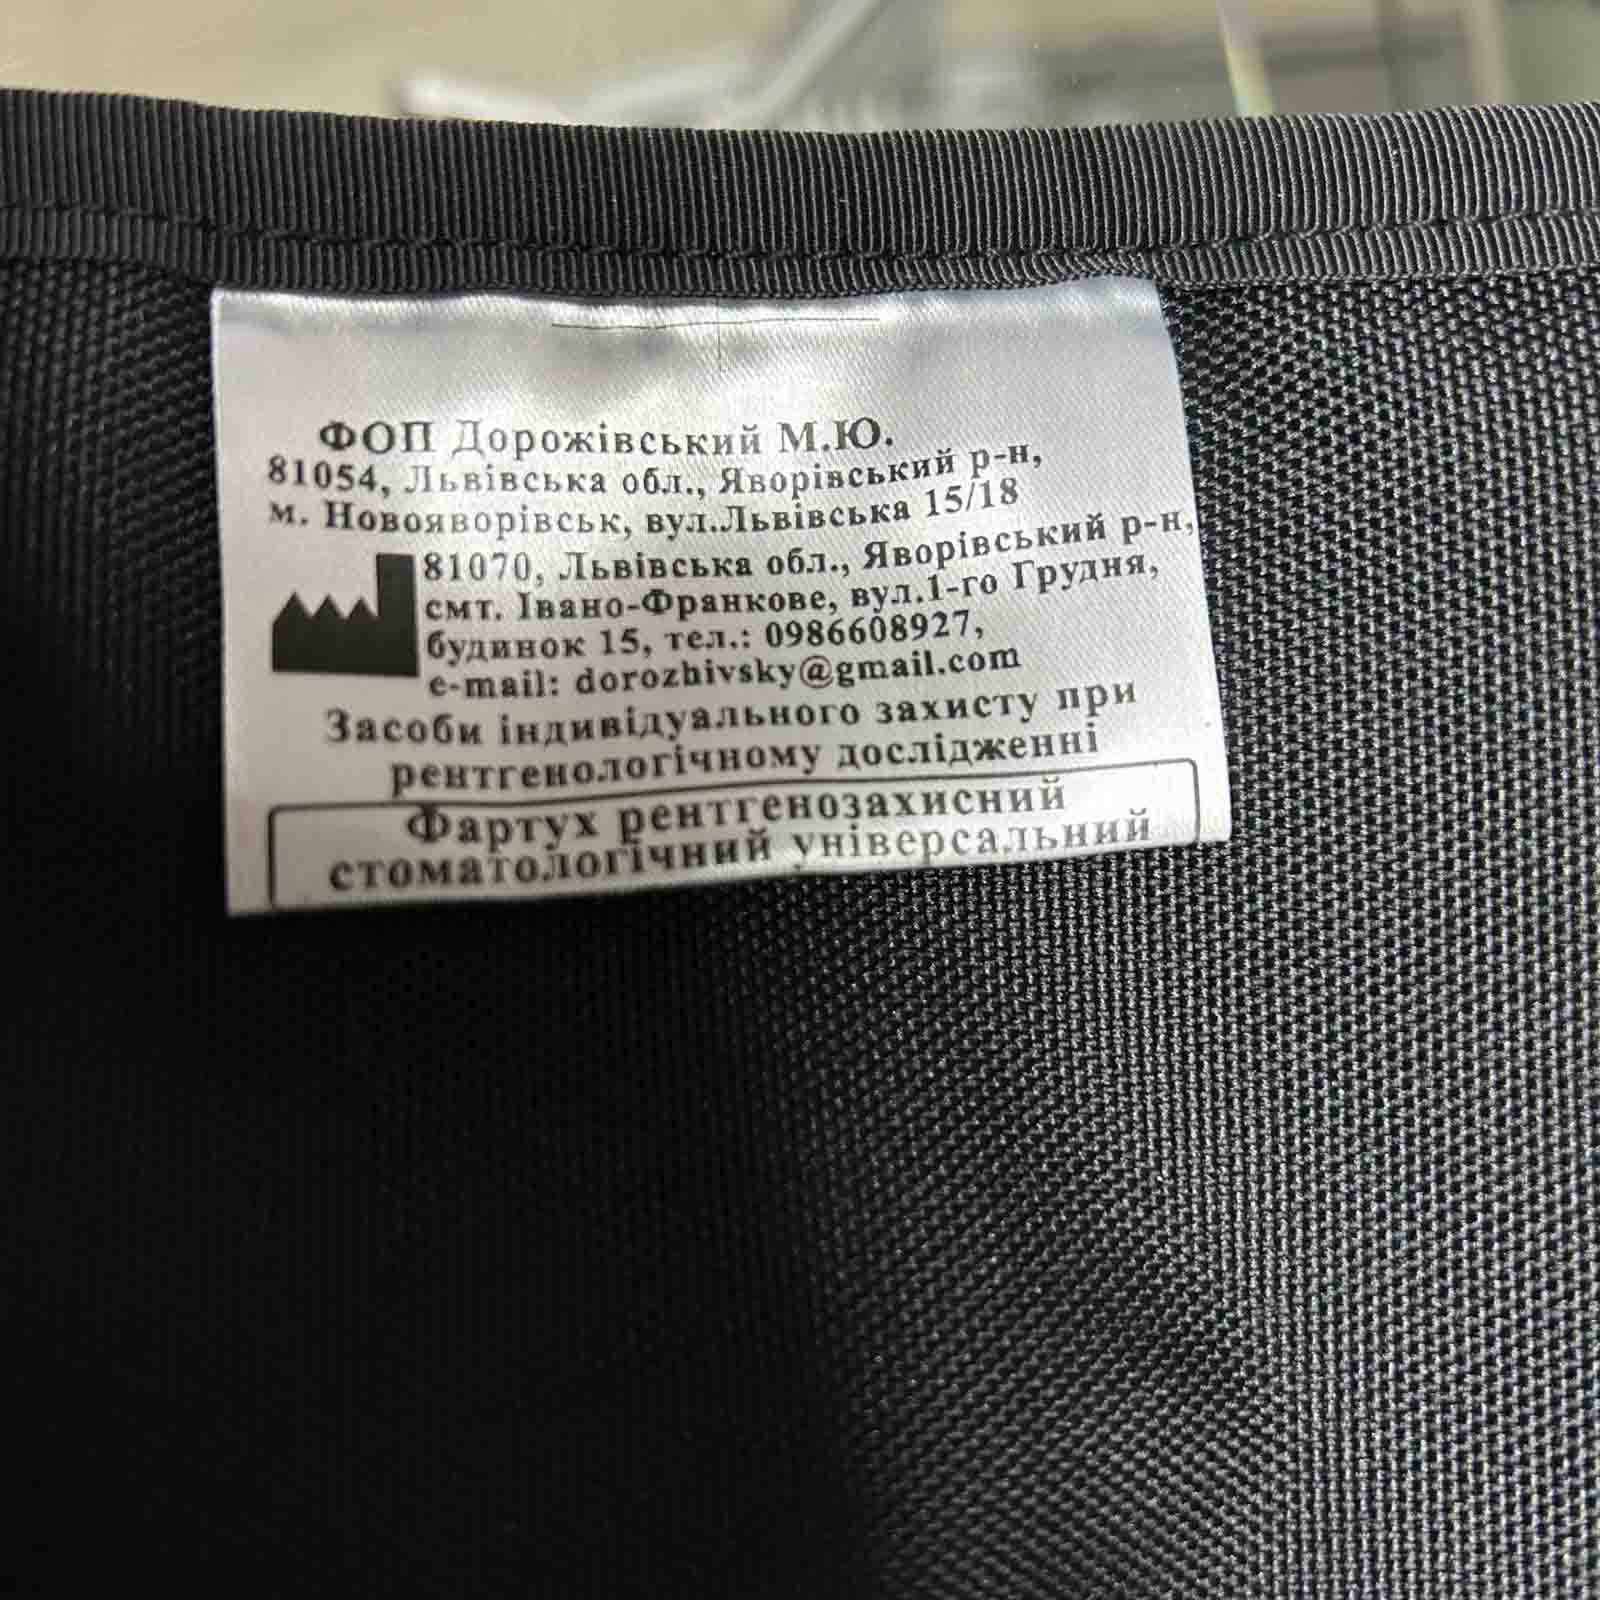 ФОП Дорожівський М.Ю.
81054, Львівська обл., Яворівський р-н,
м. Новояворівськ, вул.Львівська 15/18
81070, Львівська обл., Яворівський р-н,
смт. Івано-Франкове, вул.1-го Грудня,
будинок 15, тел.: 0986608927,
e-mail: dorozhivsky@gmail.com
Засоби індивідуального захисту при
рентгенологічному дослідженні
Фартух рентгенозахисний
стоматологічний універсальний